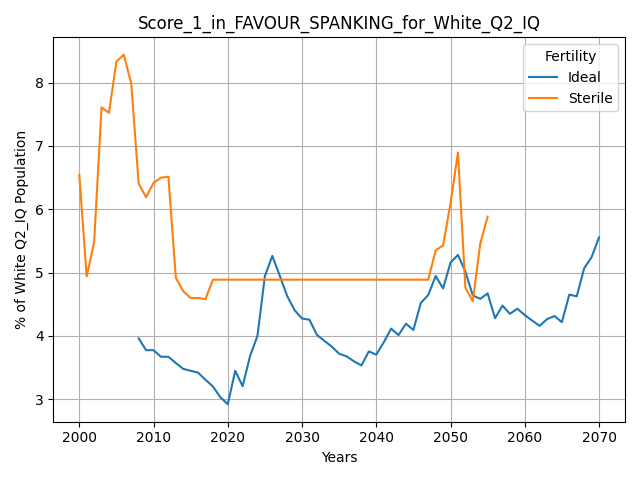 Score_1_in_FAVOUR_SPANKING_for_White_Q2_IQ
Fertility
Ideal
Sterile
% of White Q2_IQ Population
8
7
6
5
4
3
2000 2010 2020 2030 2040 2050 2060 2070
Years